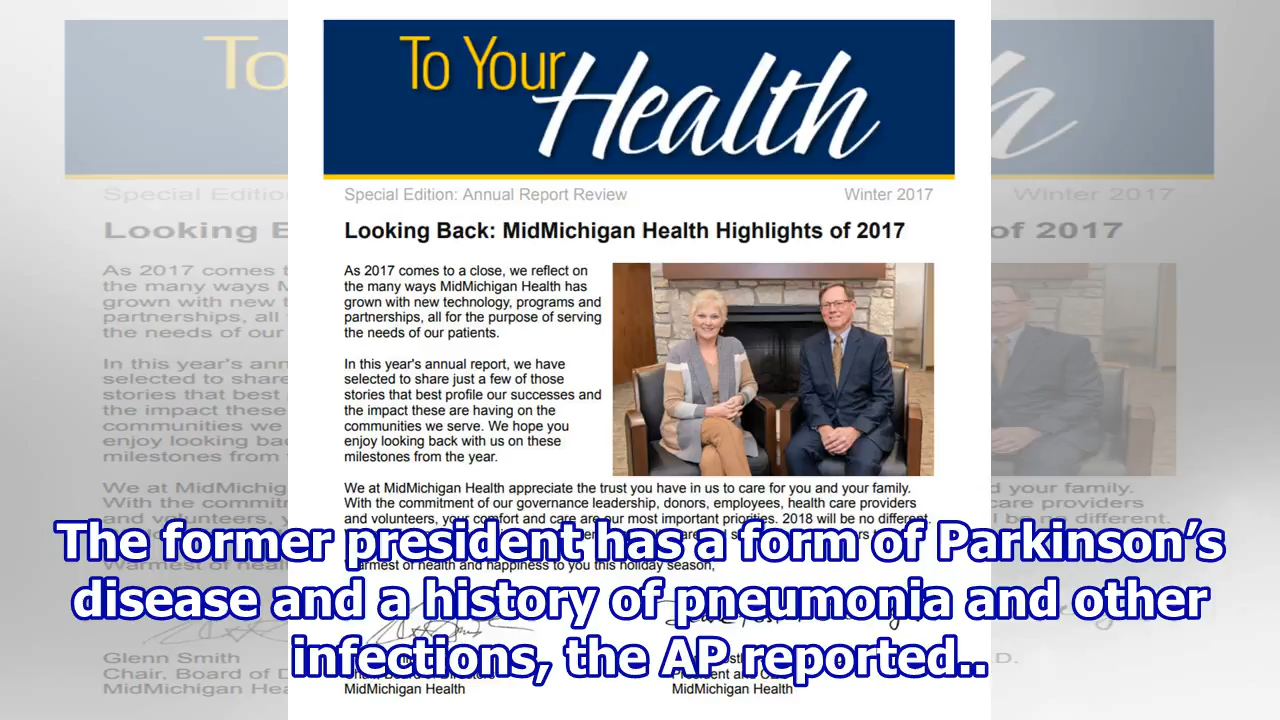 To Your
Health
Special Edition: Annual Report Review Winter 2017
Looking Back: MidMichigan Health Highlights of 2017
As 2017 comes to a close, we reflect on
the many ways MidMichigan Health has
grown with new technology, programs and
partnerships, all for the purpose of serving
the needs of our patients.
In this year's annual report, we have
selected to share just a few of those
stories that best profile our successes and
the impact these are having on the
communities we serve. We hope you
enjoy looking back with us on these
milestones from the year.
We at MidMichigan Health appreciate the trust you have in us to care for you and your family.
With the commitment of our governance leadership, donors, employees, health care providers
and volunteers, your comfort and care are our most important priorities. 2018 will be no different.
Warmest of health and happiness to you this holiday season,
The former president has a form of Parkinson’s
disease and a history of pneumonia and other
infections, the AP reported..
Glenn Smith
Chair, Board of Directors President and CEO
MidMichigan Health MidMichigan Health